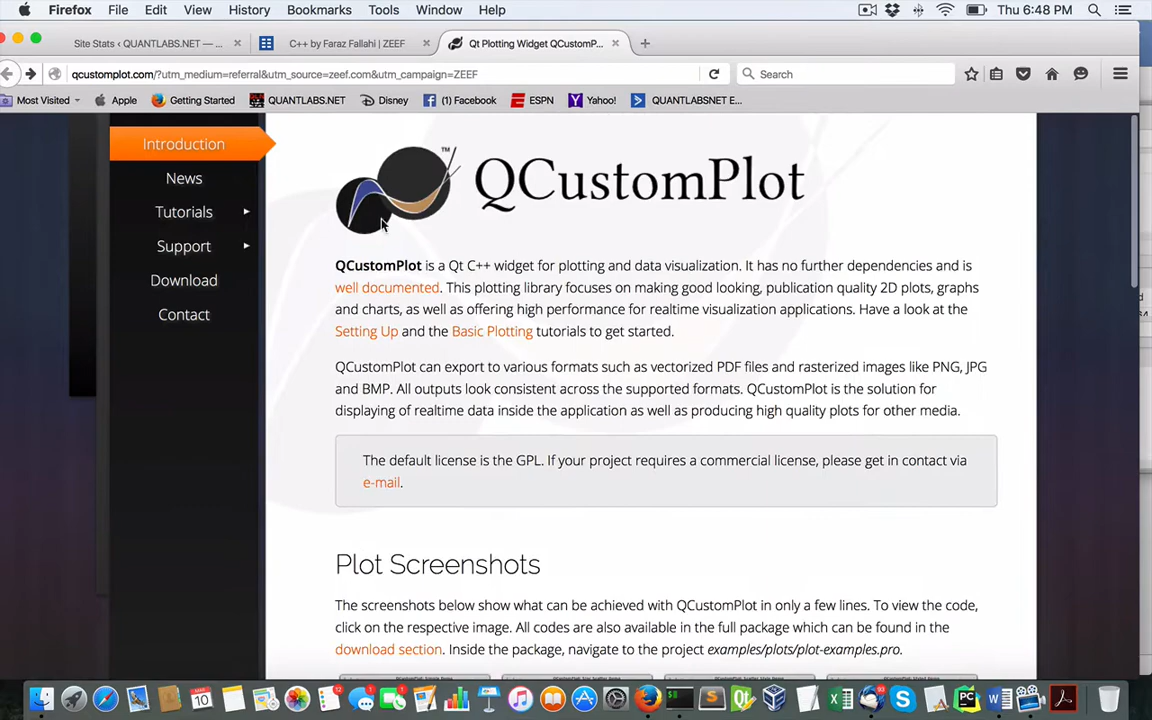 Firefox File Edit View History Bookmarks Tools Window Help Thu 6:48 PM
Site Stats ‹ QUANTLABS.NET — ... C++ by Faraz Fallahi | ZEEF Qt Plotting Widget QCustomP...
qcustomplot.com/?utm_medium=referral&utm_source=zeef.com&utm_campaign=ZEEF Search
Most Visited Apple Getting Started QUANTLABS.NET Disney (1) Facebook ESPN Yahoo! QUANTLABSNET E...
Introduction
News
Tutorials
Support
Download
Contact
QCustomPlot
TM
QCustomPlot is a Qt C++ widget for plotting and data visualization. It has no further dependencies and is
well documented. This plotting library focuses on making good looking, publication quality 2D plots, graphs
and charts, as well as offering high performance for realtime visualization applications. Have a look at the
Setting Up and the Basic Plotting tutorials to get started.
QCustomPlot can export to various formats such as vectorized PDF files and rasterized images like PNG, JPG
and BMP. All outputs look consistent across the supported formats. QCustomPlot is the solution for
displaying of realtime data inside the application as well as producing high quality plots for other media.
The default license is the GPL. If your project requires a commercial license, please get in contact via
e-mail.
Plot Screenshots
The screenshots below show what can be achieved with QCustomPlot in only a few lines. To view the code,
click on the respective image. All codes are also available in the full package which can be found in the
download section. Inside the package, navigate to the project examples/plots/plot-examples.pro.